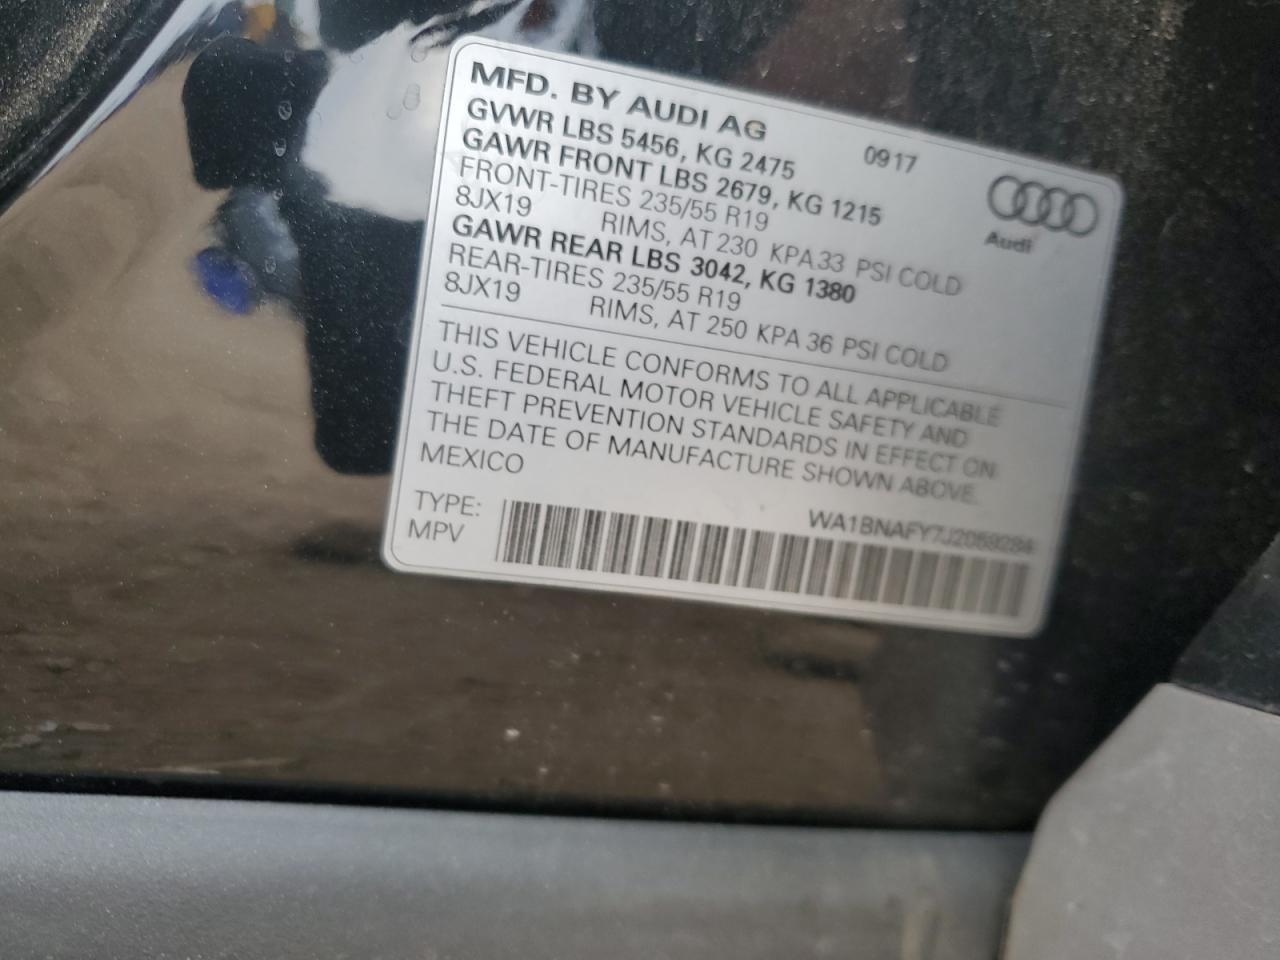 MFD. BY AUDI AG 0917
GVWR LBS 5456, KG 2475
GAWR FRONT LBS 2679, KG 1215
FRONT-TIRES 235/55 R19
8JX19 RIMS, AT 230 KPA 33 PSI COLD
GAWR REAR LBS 3042, KG 1380
REAR-TIRES 235/55 R19
8JX19 RIMS, AT 250 KPA 36 PSI COLD
Audi
THIS VEHICLE CONFORMS TO ALL APPLICABLE
U.S. FEDERAL MOTOR VEHICLE SAFETY AND
THEFT PREVENTION STANDARDS IN EFFECT ON
THE DATE OF MANUFACTURE SHOWN ABOVE.
MEXICO
WA1BNAFY7J2059284
TYPE:
MPV